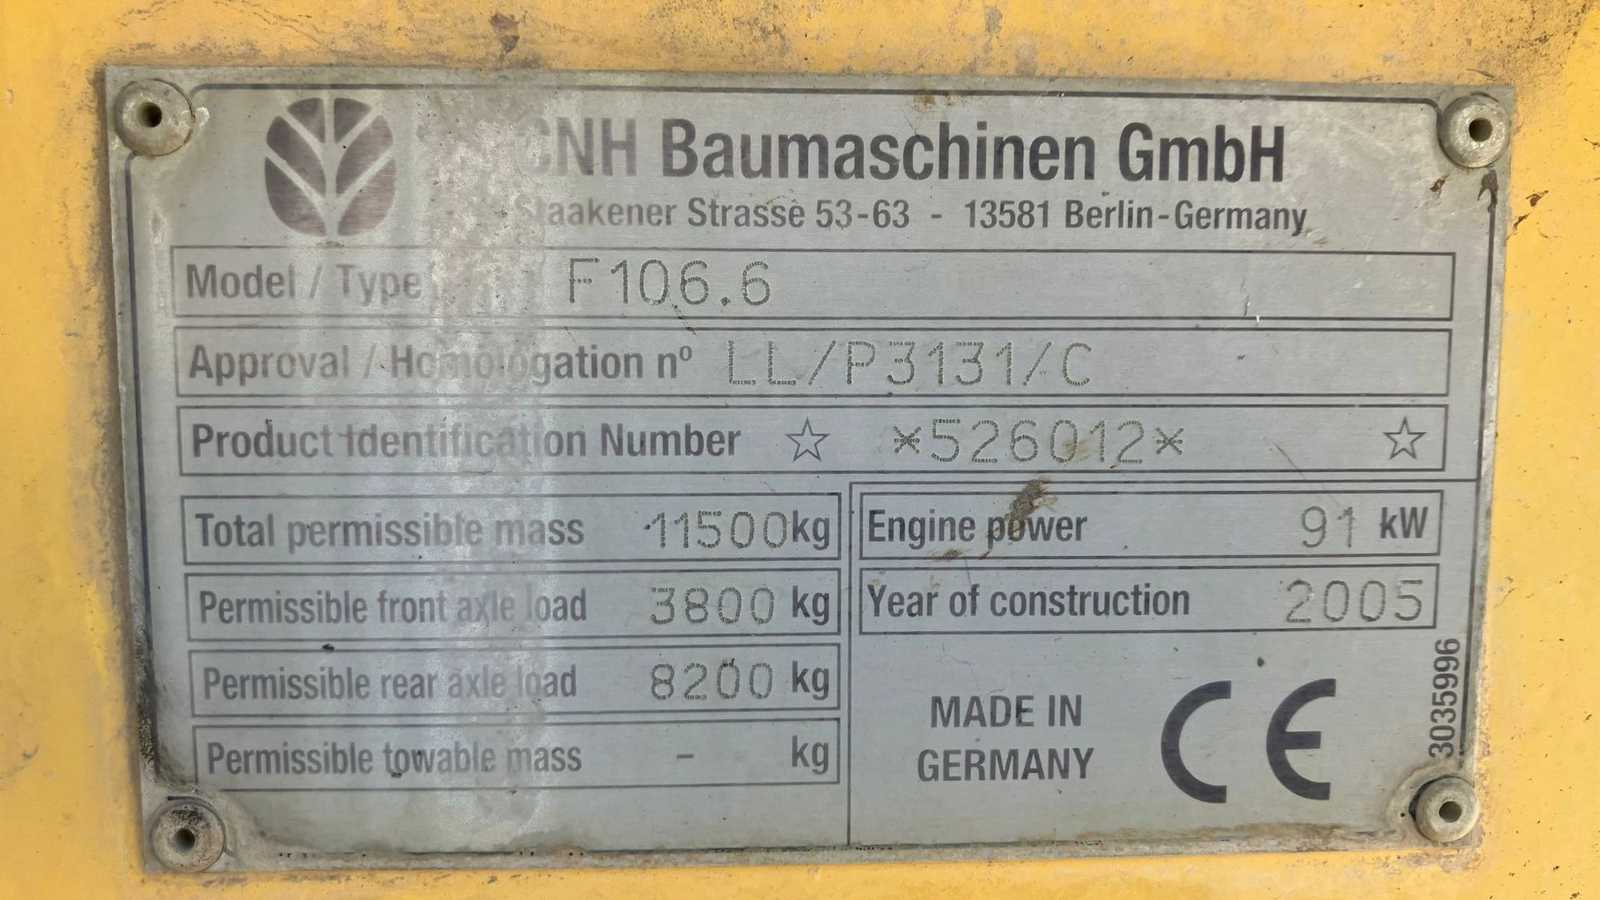 CNH Baumaschinen GmbH
Staakener Strasse 53-63 - 13581 Berlin-Germany
Model / Type F106.6
Approval / Homologation nº LL/P3131/C
Product Identification Number ☆ *526012* ☆
Total permissible mass 11500 kg
Permissible front axle load 3800 kg
Permissible rear axle load 8200 kg
Permissible towable mass - kg
Engine power 91 kW
Year of construction 2005
MADE IN
GERMANY
CE
3035996